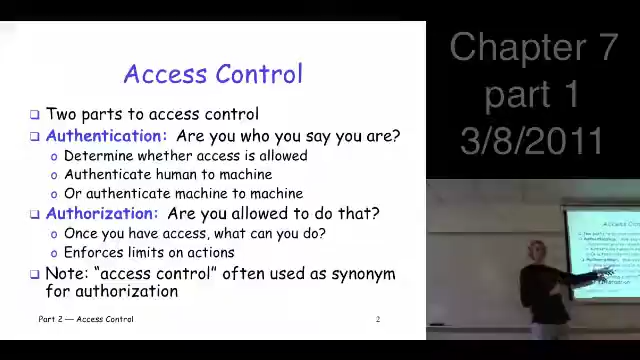 Access Control
Two parts to access control
Authentication: Are you who you say you are?
Determine whether access is allowed
Authenticate human to machine
Or authenticate machine to machine
Authorization: Are you allowed to do that?
Once you have access, what can you do?
Enforces limits on actions
Note: “access control” often used as synonym
for authorization
Part 2 — Access Control
2
Chapter 7
part 1
3/8/2011
Access Cont